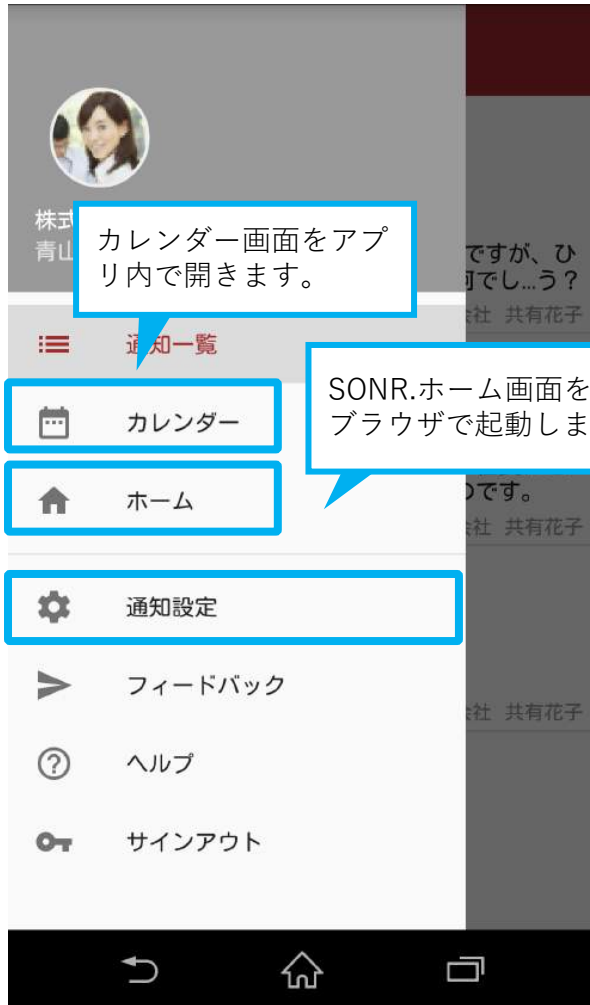 株式
青山
カレンダー画面をアプ
リ内で開きます。
ですが、ひ
何でし...う？
会社 共有花子
通知一覧
SONR.ホーム画面を
ブラウザで起動しま
カレンダー
ホーム
のです。
会社 共有花子
通知設定
フィードバック
会社 共有花子
ヘルプ
サインアウト